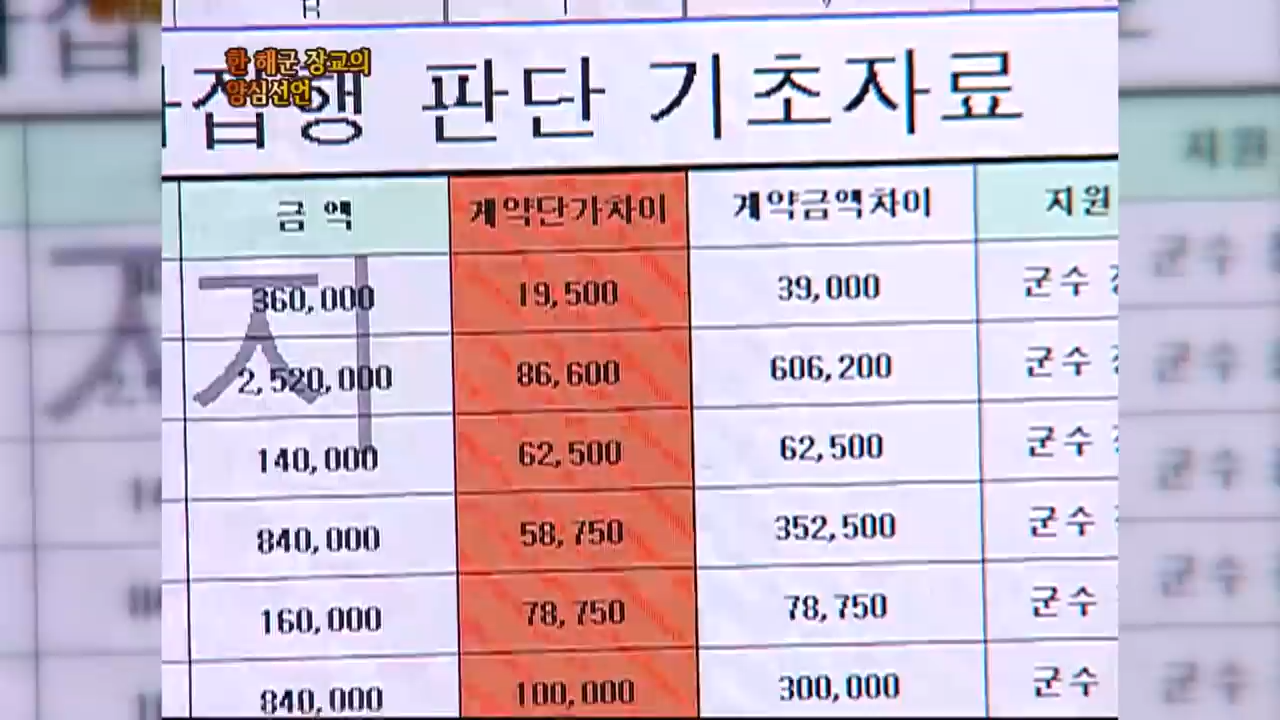 한 해군 장교의
양심선언
집행 판단 기초자료
금 액 계약단가차이 계약금액차이 지원
360,000 19,500 39,000 군수
2,520,000 86,600 606,200 군수
140,000 62,500 62,500 군수
840,000 58,750 352,500 군수
160,000 78,750 78,750 군수
840,000 100,000 300,000 군수
지